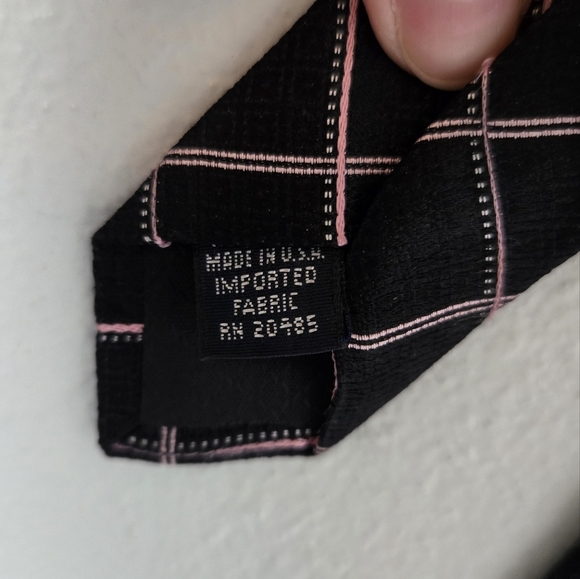 MADE IN U.S.A.
IMPORTED
FABRIC
RN 20485